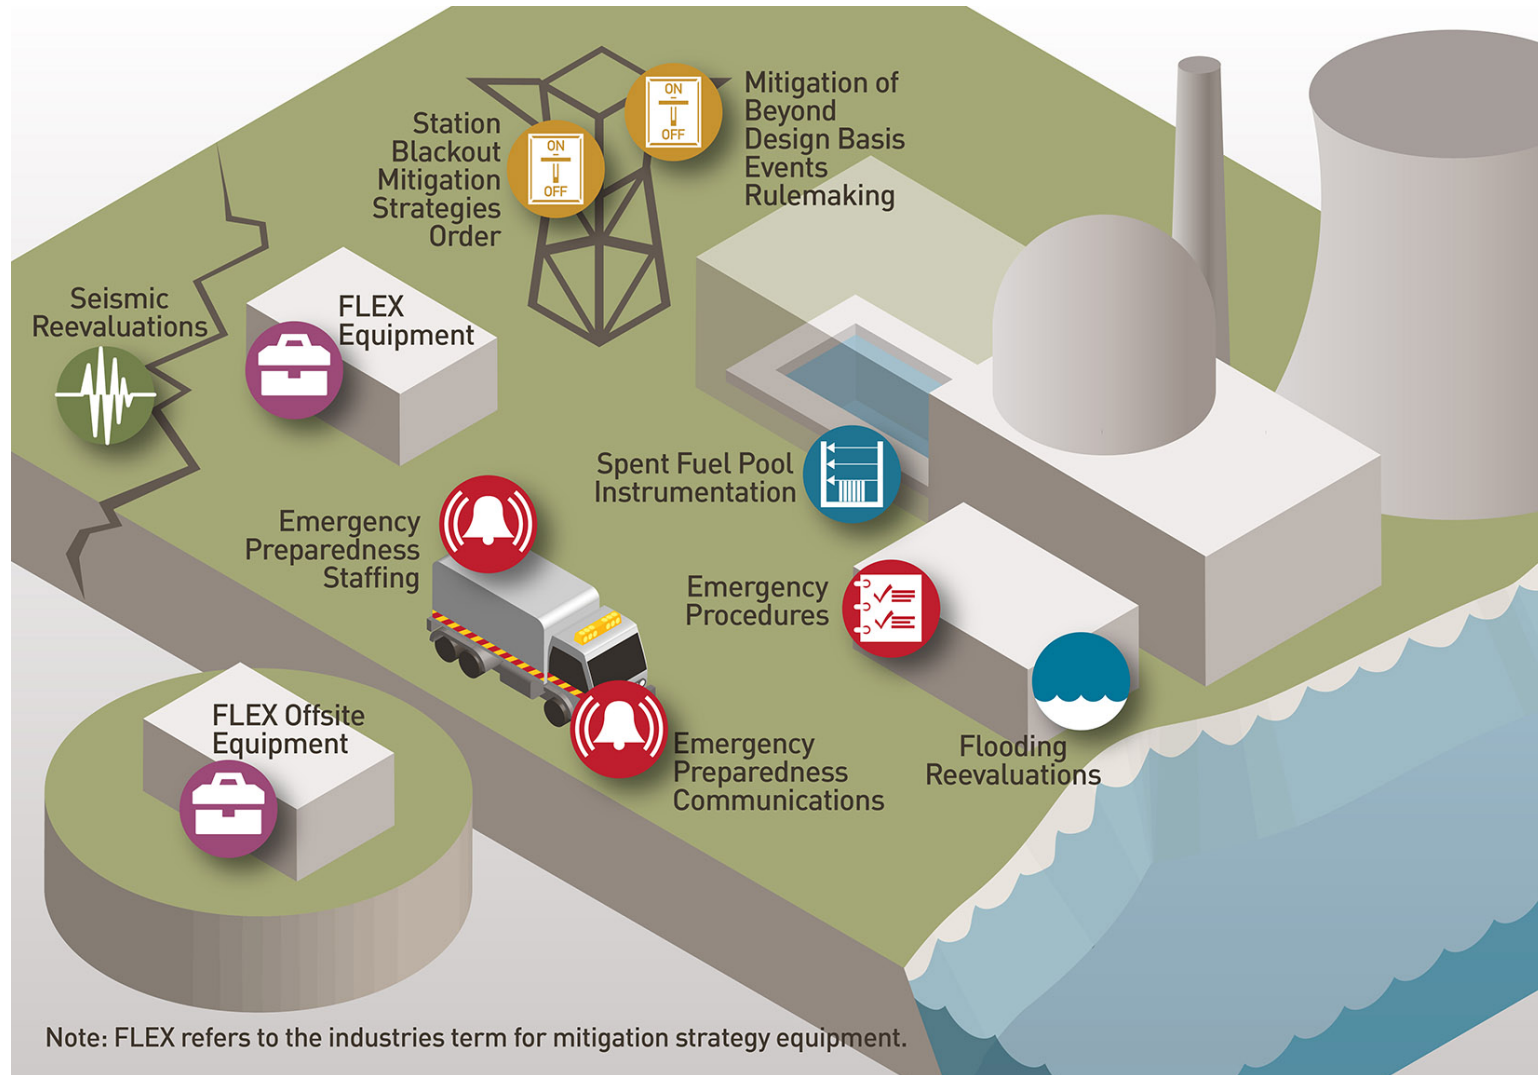 Station
Blackout
Mitigation
Strategies
Order
ON
OFF
ON
OFF
Mitigation of
Beyond
Design Basis
Events
Rulemaking
Seismic
Reevaluations
FLEX
Equipment
Spent Fuel Pool
Instrumentation
Emergency
Preparedness
Staffing
Emergency
Procedures
FLEX Offsite
Equipment
Emergency
Preparedness
Communications
Flooding
Reevaluations
Note: FLEX refers to the industries term for mitigation strategy equipment.